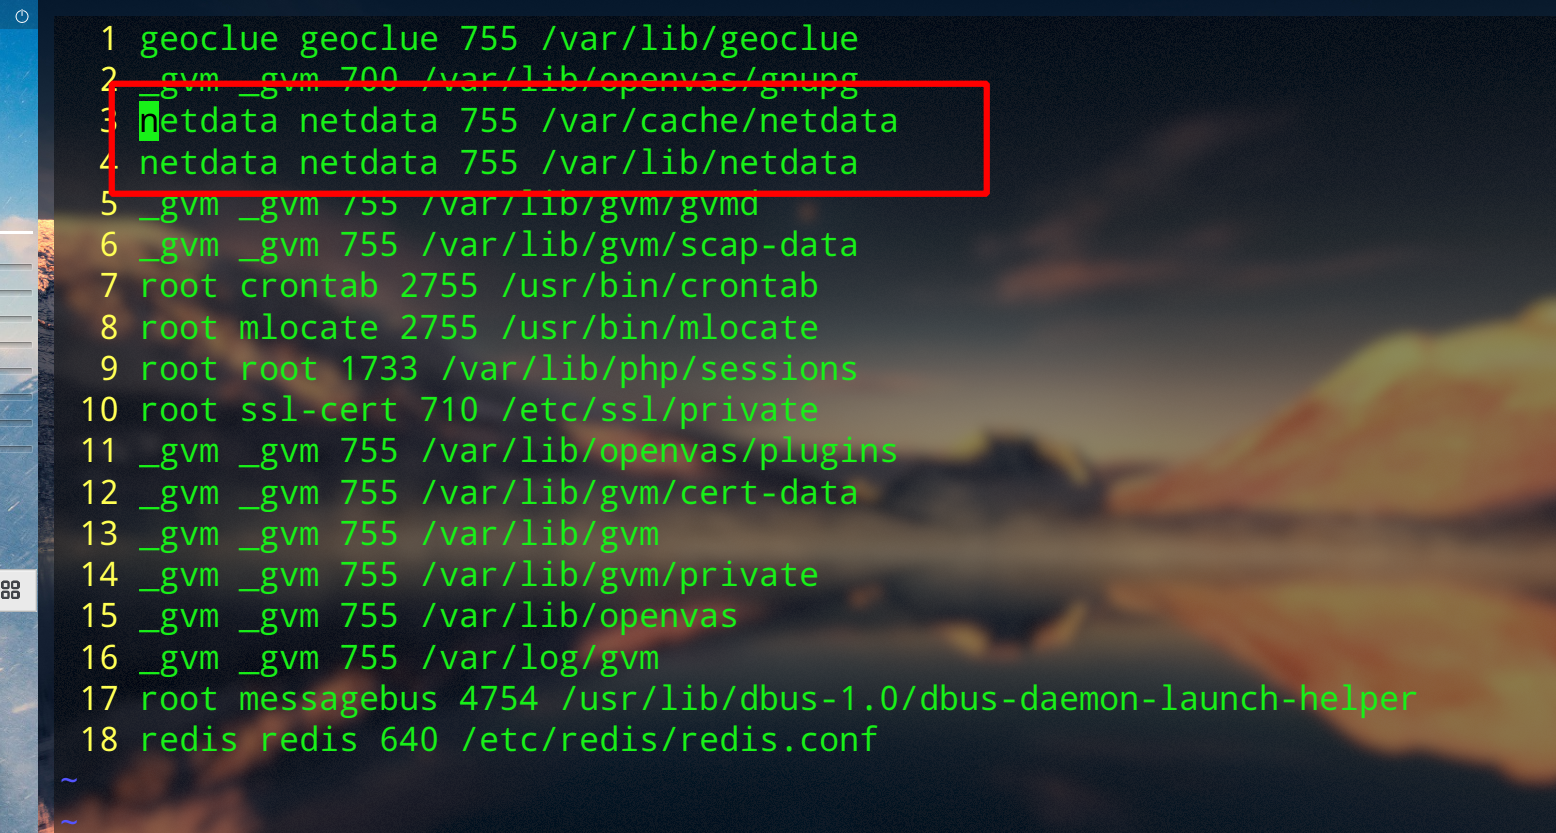 1 geoclue geoclue 755 /var/lib/geoclue
2 _gvm _gvm 700 /var/lib/openvas/gnupg
3 netdata netdata 755 /var/cache/netdata
4 netdata netdata 755 /var/lib/netdata
5 _gvm _gvm 755 /var/lib/gvm/gvmd
6 _gvm _gvm 755 /var/lib/gvm/scap-data
7 root crontab 2755 /usr/bin/crontab
8 root mlocate 2755 /usr/bin/mlocate
9 root root 1733 /var/lib/php/sessions
10 root ssl-cert 710 /etc/ssl/private
11 _gvm _gvm 755 /var/lib/openvas/plugins
12 _gvm _gvm 755 /var/lib/gvm/cert-data
13 _gvm _gvm 755 /var/lib/gvm
14 _gvm _gvm 755 /var/lib/gvm/private
15 _gvm _gvm 755 /var/lib/openvas
16 _gvm _gvm 755 /var/log/gvm
17 root messagebus 4754 /usr/lib/dbus-1.0/dbus-daemon-launch-helper
18 redis redis 640 /etc/redis/redis.conf
~
~